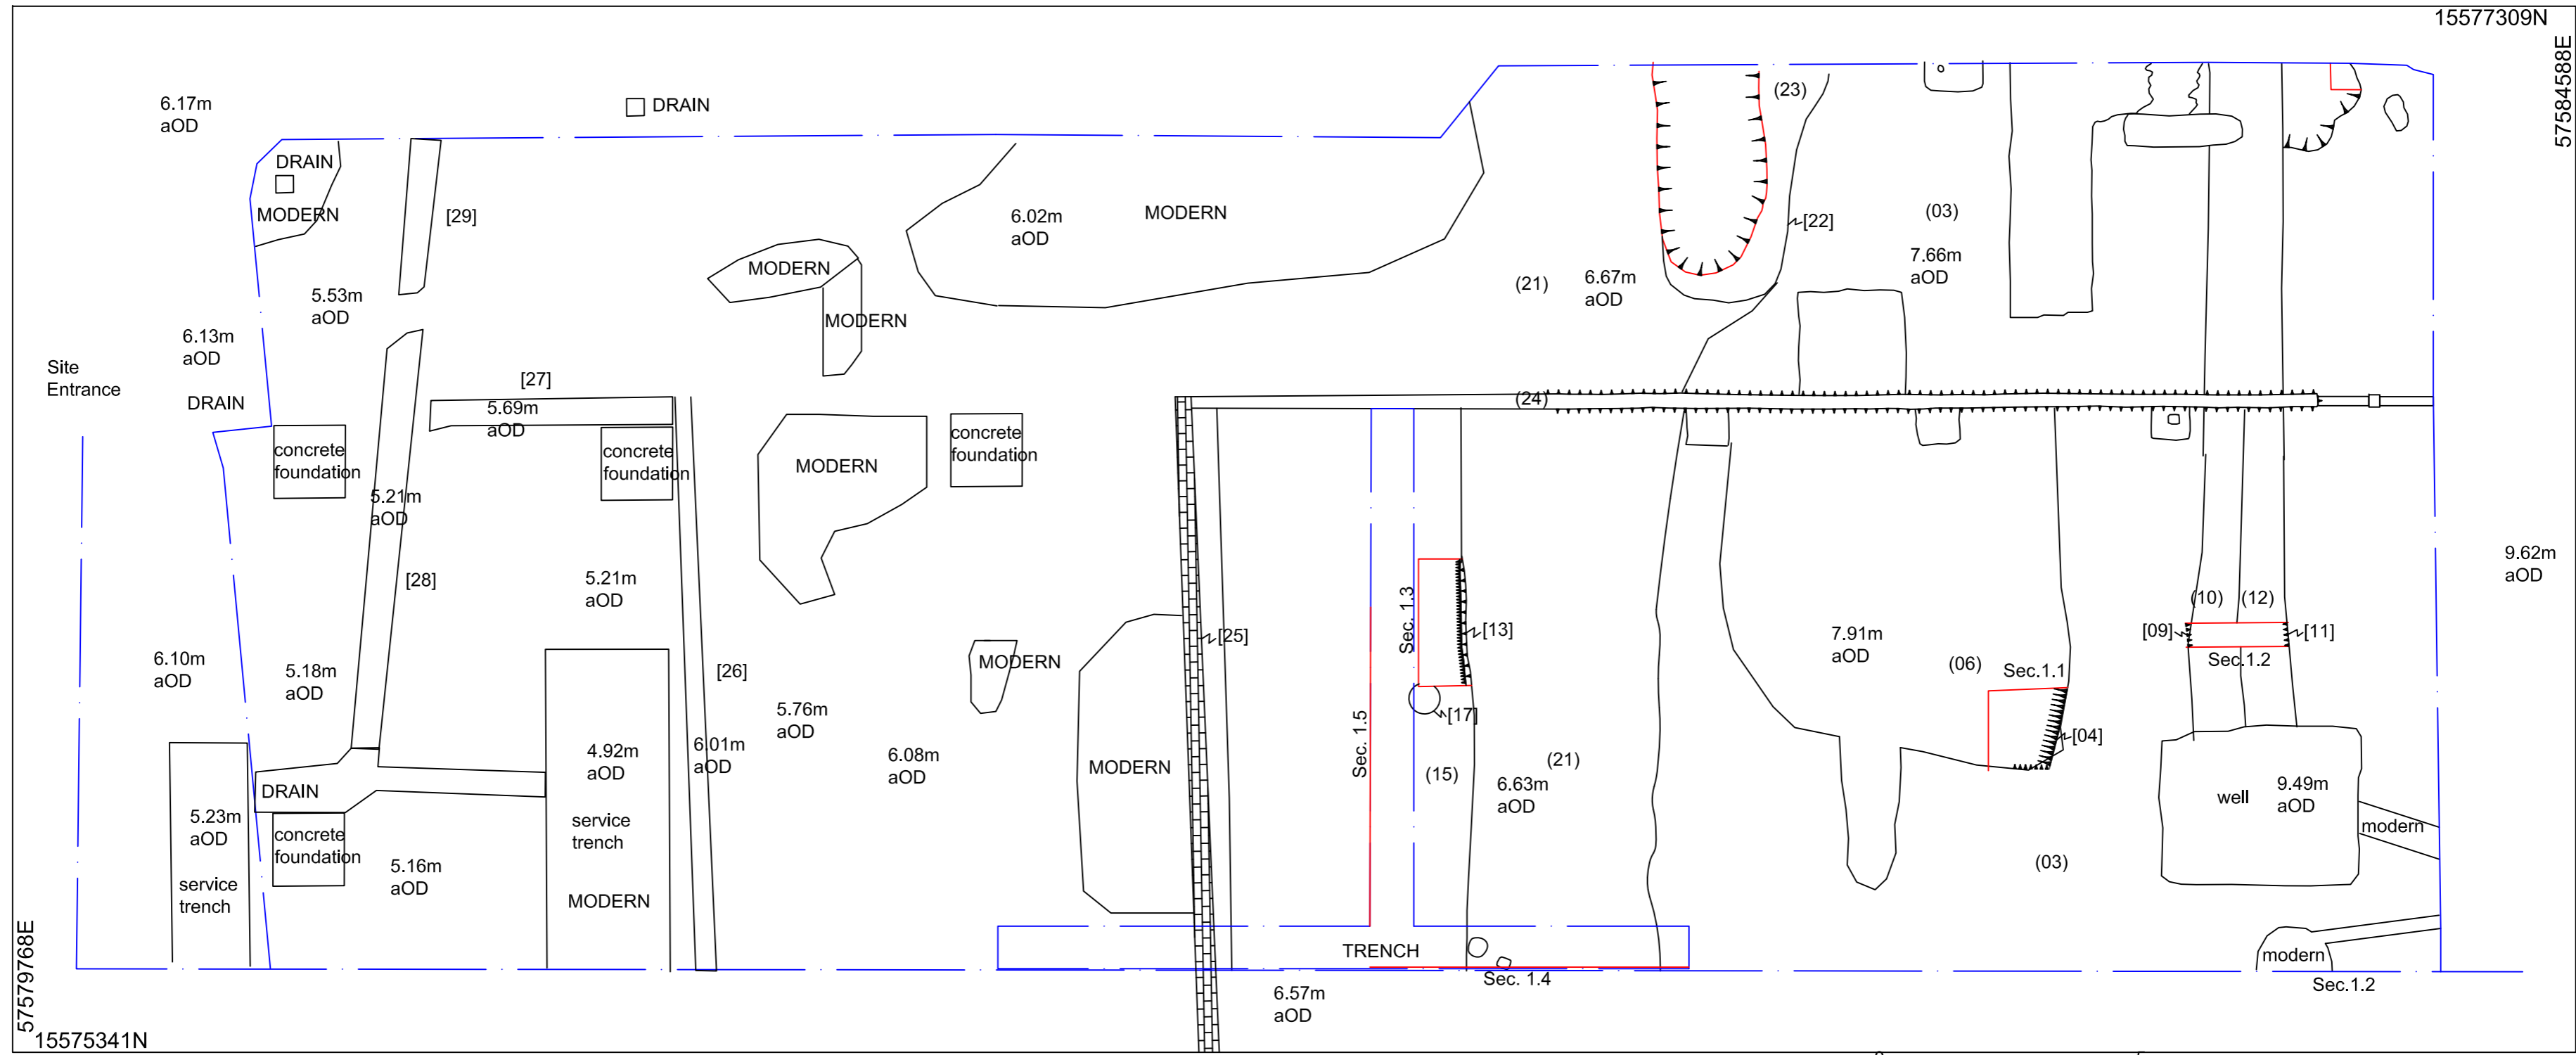 15577309N
57584588E
6.17m
aOD
DRAIN
DRAIN
MODERN
[29]
6.02m
aOD
MODERN
(23)
[22]
(03)
7.66m
aOD
MODERN
MODERN
(21)
6.67m
aOD
5.53m
aOD
6.13m
aOD
Site
Entrance
DRAIN
[27]
5.69m
aOD
(24)
concrete
foundation
concrete
foundation
MODERN
concrete
foundation
5.21m
aOD
[28]
5.21m
aOD
9.62m
aOD
Sec. 1.3
[13]
[25]
[17]
7.91m
aOD
(06)
Sec.1.1
[04]
(10)
(12)
[09]
[11]
Sec.1.2
6.10m
aOD
5.18m
aOD
[26]
MODERN
5.76m
aOD
6.01m
aOD
6.08m
aOD
4.92m
aOD
service
trench
MODERN
MODERN
Sec. 1.5
(15)
(21)
6.63m
aOD
well
9.49m
aOD
modern
(03)
DRAIN
5.23m
aOD
service
trench
concrete
foundation
5.16m
aOD
TRENCH
Sec. 1.4
6.57m
aOD
modern
Sec.1.2
57579768E
15575341N